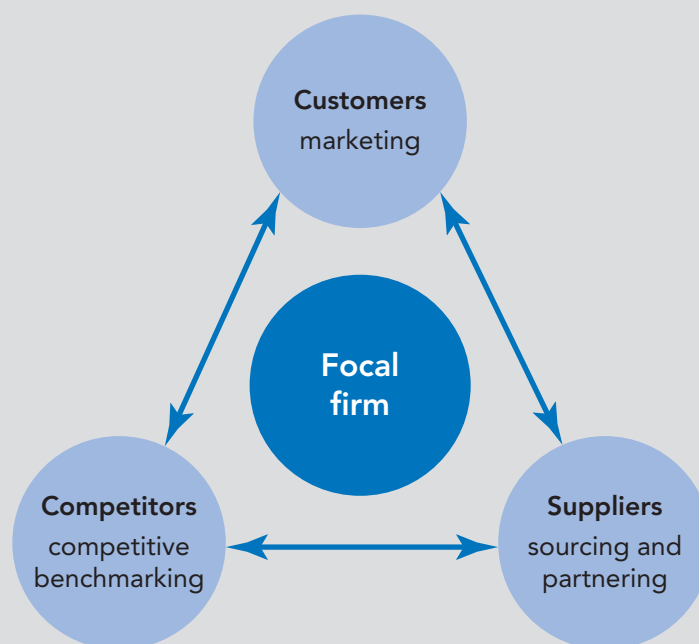 Customers
marketing
Focal
firm
Competitors
competitive
benchmarking
Suppliers
sourcing and
partnering